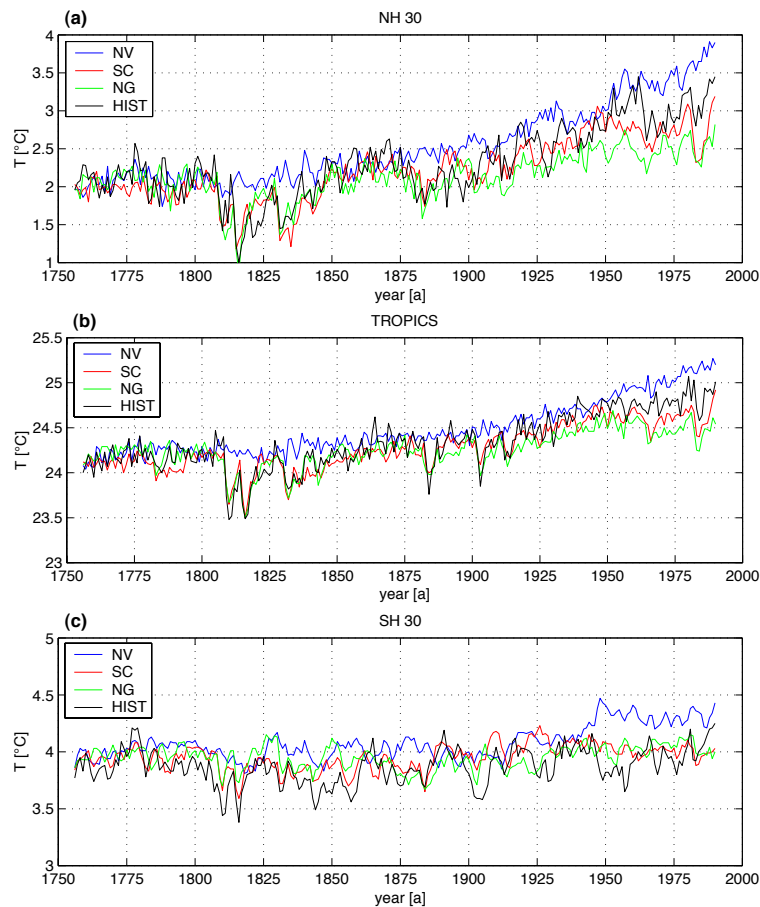 (a) NH 30
4
3.5
3
2.5
2
1.5
1
T [°C]
NV
SC
NG
HIST
1750 1775 1800 1825 1850 1875 1900 1925 1950 1975 2000
year [a]
(b) TROPICS
25.5
25
24.5
24
23.5
23
T [°C]
NV
SC
NG
HIST
1750 1775 1800 1825 1850 1875 1900 1925 1950 1975 2000
year [a]
(c) SH 30
5
4.5
4
3.5
3
T [°C]
NV
SC
NG
HIST
1750 1775 1800 1825 1850 1875 1900 1925 1950 1975 2000
year [a]